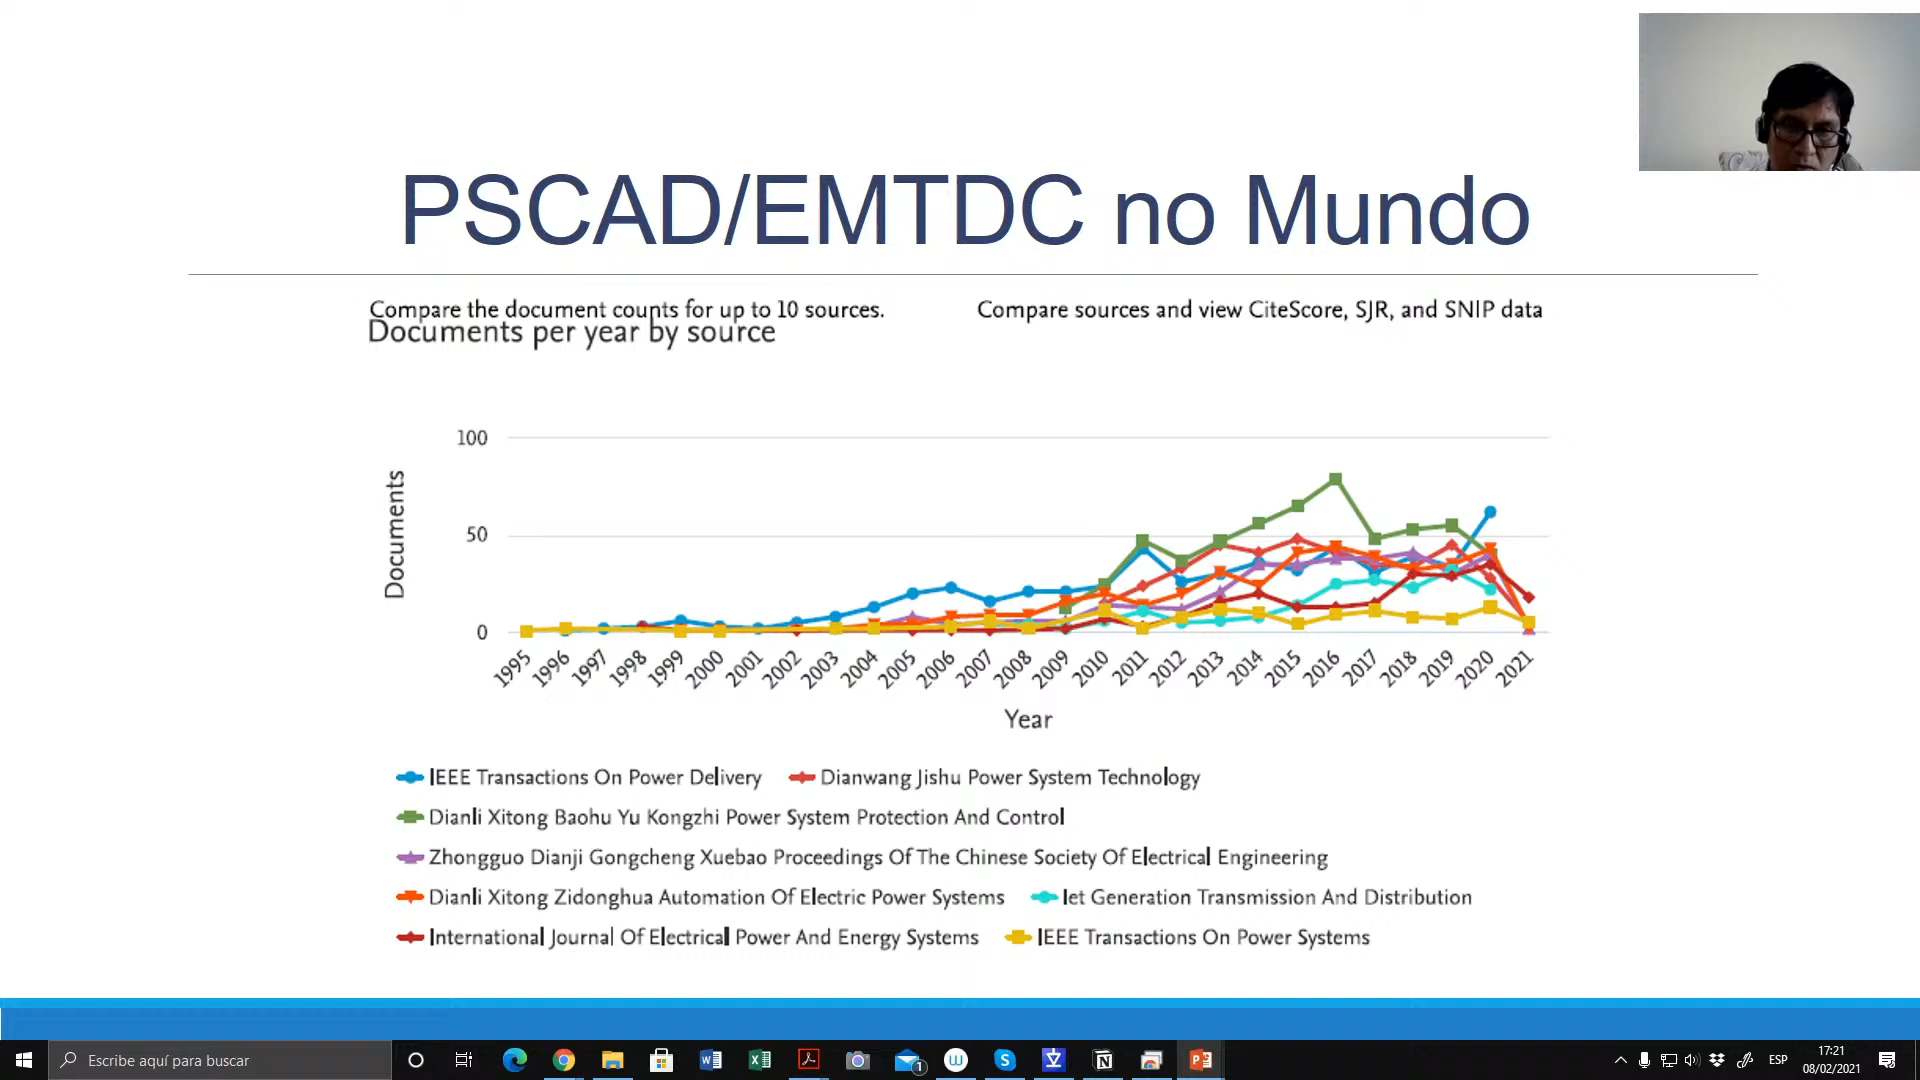 PSCAD/EMTDC no Mundo
Compare the document counts for up to 10 sources.
Compare sources and view CiteScore, SJR, and SNIP data
Documents per year by source
100
50
0
Documents
1995 1996 1997 1998 1999 2000 2001 2002 2003 2004 2005 2006 2007 2008 2009 2010 2011 2012 2013 2014 2015 2016 2017 2018 2019 2020 2021
Year
IEEE Transactions On Power Delivery
Dianwang Jishu Power System Technology
Dianli Xitong Baohu Yu Kongzhi Power System Protection And Control
Zhongguo Dianji Gongcheng Xuebao Proceedings Of The Chinese Society Of Electrical Engineering
Dianli Xitong Zidonghua Automation Of Electric Power Systems
Iet Generation Transmission And Distribution
International Journal Of Electrical Power And Energy Systems
IEEE Transactions On Power Systems
Escribe aquí para buscar
1
ESP
17:21
08/02/2021